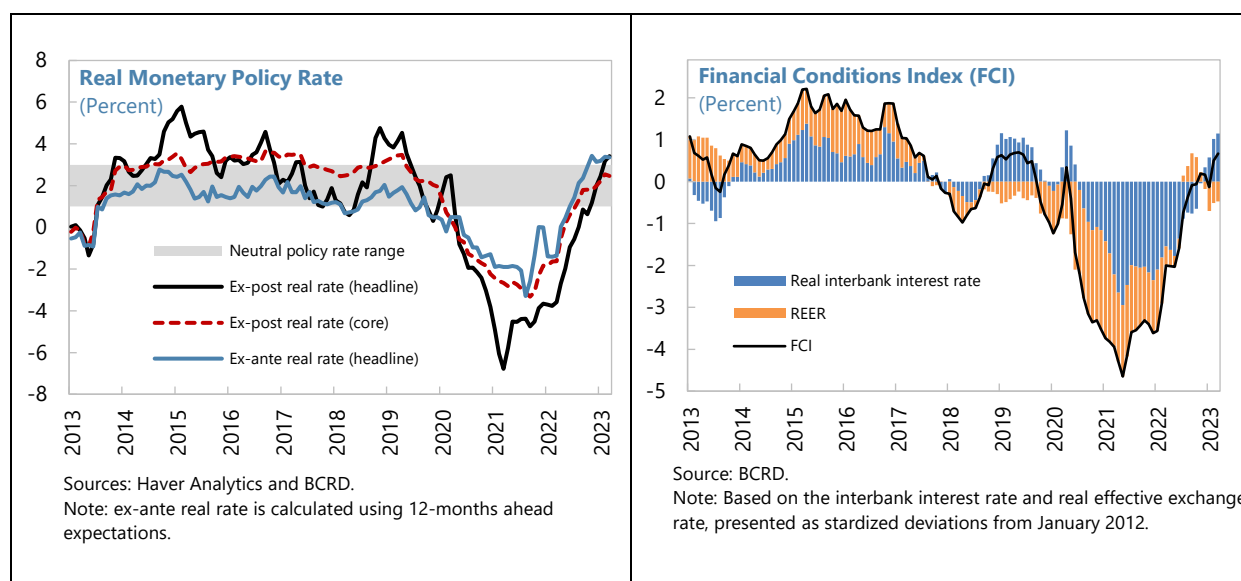 Real Monetary Policy Rate
(Percent)
8
6
4
2
0
-2
-4
-6
-8
Neutral policy rate range
Ex-post real rate (headline)
Ex-post real rate (core)
Ex-ante real rate (headline)
2013
2014
2015
2016
2017
2018
2019
2020
2021
2022
2023
Sources: Haver Analytics and BCRD.
Note: ex-ante real rate is calculated using 12-months ahead
expectations.
Financial Conditions Index (FCI)
(Percent)
2
1
0
-1
-2
-3
-4
-5
Real interbank interest rate
REER
FCI
2013
2014
2015
2016
2017
2018
2019
2020
2021
2022
2023
Source: BCRD.
Note: Based on the interbank interest rate and real effective exchange
rate, presented as stardized deviations from January 2012.